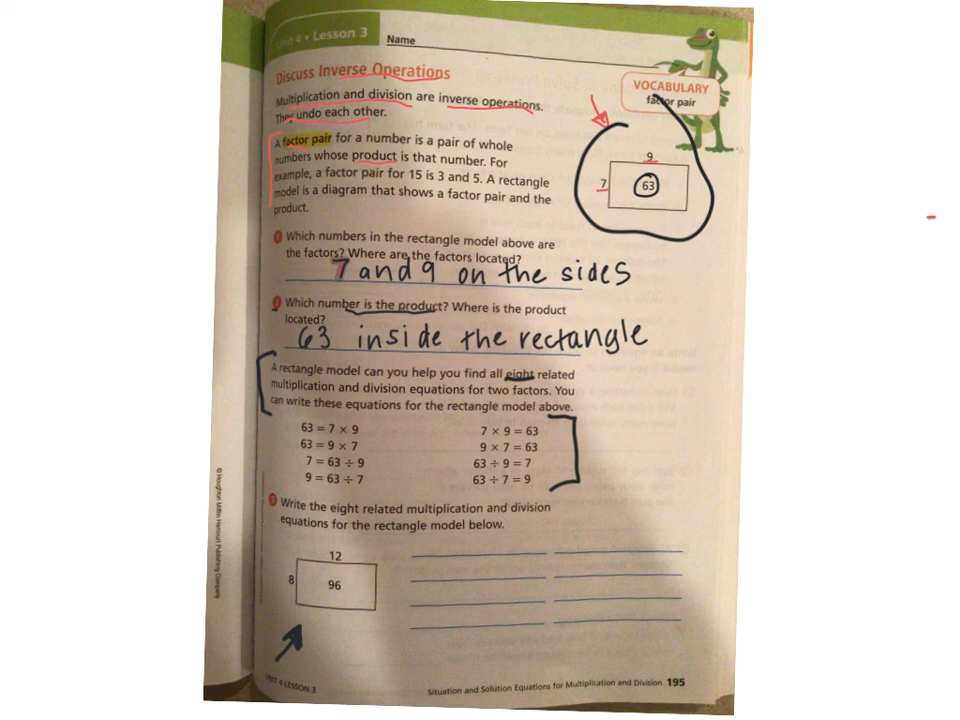 Unit 4 • Lesson 3
Name
Discuss Inverse Operations
VOCABULARY
factor pair
Multiplication and division are inverse operations.
They undo each other.
A factor pair for a number is a pair of whole
numbers whose product is that number. For
example, a factor pair for 15 is 3 and 5. A rectangle
model is a diagram that shows a factor pair and the
product.
9
7
63
1 Which numbers in the rectangle model above are
the factors? Where are the factors located?
7 and 9 on the sides
2 Which number is the product? Where is the product
located?
63 inside the rectangle
A rectangle model can you help you find all eight related
multiplication and division equations for two factors. You
can write these equations for the rectangle model above.
63 = 7 × 9 7 × 9 = 63
63 = 9 × 7 9 × 7 = 63
7 = 63 ÷ 9 63 ÷ 9 = 7
9 = 63 ÷ 7 63 ÷ 7 = 9
3 Write the eight related multiplication and division
equations for the rectangle model below.
12
8
96
© Houghton Mifflin Harcourt Publishing Company
UNIT 4 LESSON 3
Situation and Solution Equations for Multiplication and Division 195